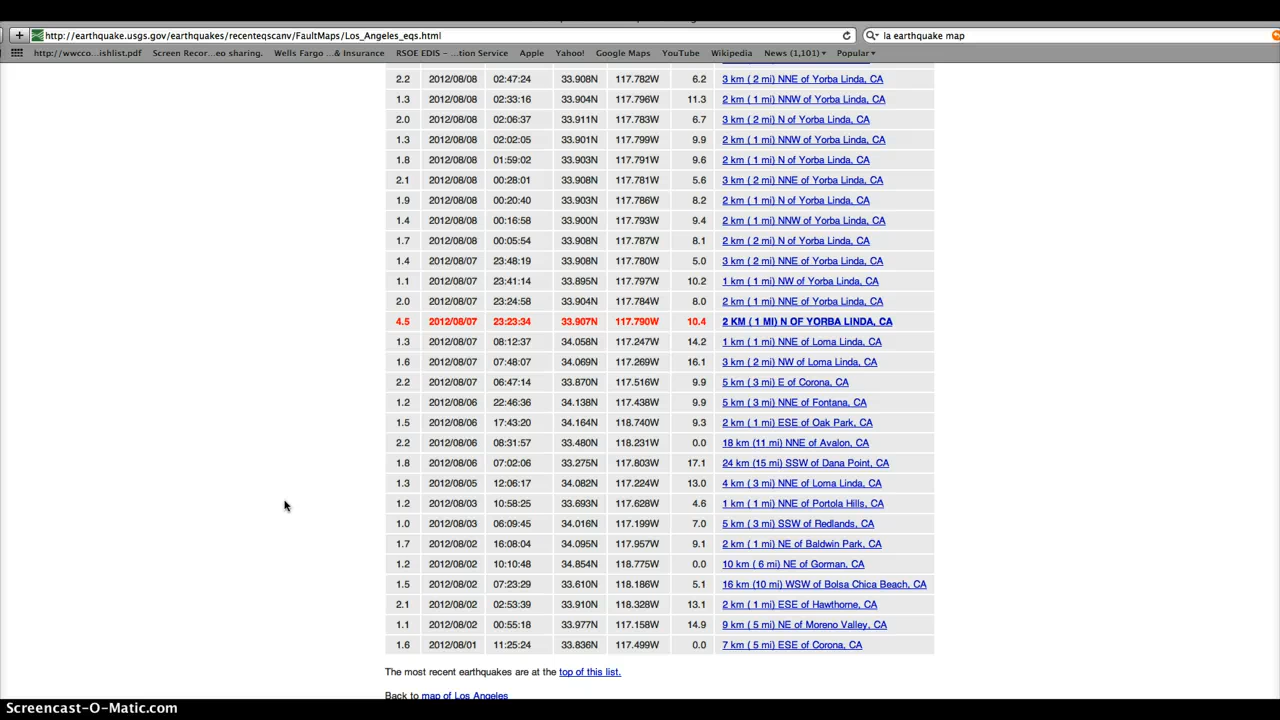 http://earthquake.usgs.gov/earthquakes/recenteqscanv/FaultMaps/Los_Angeles_eqs.html
la earthquake map
http://wwcco...ishlist.pdf Screen Recor...eo sharing. Wells Fargo ...& Insurance RSOE EDIS - ...tion Service Apple Yahoo! Google Maps YouTube Wikipedia News (1,101) Popular
2.2 2012/08/08 02:47:24 33.908N 117.782W 6.2 3 km ( 2 mi) NNE of Yorba Linda, CA
1.3 2012/08/08 02:33:16 33.904N 117.796W 11.3 2 km ( 1 mi) NNW of Yorba Linda, CA
2.0 2012/08/08 02:06:37 33.911N 117.783W 6.7 3 km ( 2 mi) N of Yorba Linda, CA
1.3 2012/08/08 02:02:05 33.901N 117.799W 9.9 2 km ( 1 mi) NNW of Yorba Linda, CA
1.8 2012/08/08 01:59:02 33.903N 117.791W 9.6 2 km ( 1 mi) N of Yorba Linda, CA
2.1 2012/08/08 00:28:01 33.908N 117.781W 5.6 3 km ( 2 mi) NNE of Yorba Linda, CA
1.9 2012/08/08 00:20:40 33.903N 117.786W 8.2 2 km ( 1 mi) N of Yorba Linda, CA
1.4 2012/08/08 00:16:58 33.900N 117.793W 9.4 2 km ( 1 mi) NNW of Yorba Linda, CA
1.7 2012/08/08 00:05:54 33.908N 117.787W 8.1 2 km ( 2 mi) N of Yorba Linda, CA
1.4 2012/08/07 23:48:19 33.908N 117.780W 5.0 3 km ( 2 mi) NNE of Yorba Linda, CA
1.1 2012/08/07 23:41:14 33.895N 117.797W 10.2 1 km ( 1 mi) NW of Yorba Linda, CA
2.0 2012/08/07 23:24:58 33.904N 117.784W 8.0 2 km ( 1 mi) NNE of Yorba Linda, CA
4.5 2012/08/07 23:23:34 33.907N 117.790W 10.4 2 KM ( 1 MI) N OF YORBA LINDA, CA
1.3 2012/08/07 08:12:37 34.058N 117.247W 14.2 1 km ( 1 mi) NNE of Loma Linda, CA
1.6 2012/08/07 07:48:07 34.069N 117.269W 16.1 3 km ( 2 mi) NW of Loma Linda, CA
2.2 2012/08/07 06:47:14 33.870N 117.516W 9.9 5 km ( 3 mi) E of Corona, CA
1.2 2012/08/06 22:46:36 34.138N 117.438W 9.9 5 km ( 3 mi) NNE of Fontana, CA
1.5 2012/08/06 17:43:20 34.164N 118.740W 9.3 2 km ( 1 mi) ESE of Oak Park, CA
2.2 2012/08/06 08:31:57 33.480N 118.231W 0.0 18 km (11 mi) NNE of Avalon, CA
1.8 2012/08/06 07:02:06 33.275N 117.803W 17.1 24 km (15 mi) SSW of Dana Point, CA
1.3 2012/08/05 12:06:17 34.082N 117.224W 13.0 4 km ( 3 mi) NNE of Loma Linda, CA
1.2 2012/08/03 10:58:25 33.693N 117.628W 4.6 1 km ( 1 mi) NNE of Portola Hills, CA
1.0 2012/08/03 06:09:45 34.016N 117.199W 7.0 5 km ( 3 mi) SSW of Redlands, CA
1.7 2012/08/02 16:08:04 34.095N 117.957W 9.1 2 km ( 1 mi) NE of Baldwin Park, CA
1.2 2012/08/02 10:10:48 34.854N 118.775W 0.0 10 km ( 6 mi) NE of Gorman, CA
1.5 2012/08/02 07:23:29 33.610N 118.186W 5.1 16 km (10 mi) WSW of Bolsa Chica Beach, CA
2.1 2012/08/02 02:53:39 33.910N 118.328W 13.1 2 km ( 1 mi) ESE of Hawthorne, CA
1.1 2012/08/02 00:55:18 33.977N 117.158W 14.9 9 km ( 5 mi) NE of Moreno Valley, CA
1.6 2012/08/01 11:25:24 33.836N 117.499W 0.0 7 km ( 5 mi) ESE of Corona, CA
The most recent earthquakes are at the top of this list.
Back to map of Los Angeles
Screencast-O-Matic.com